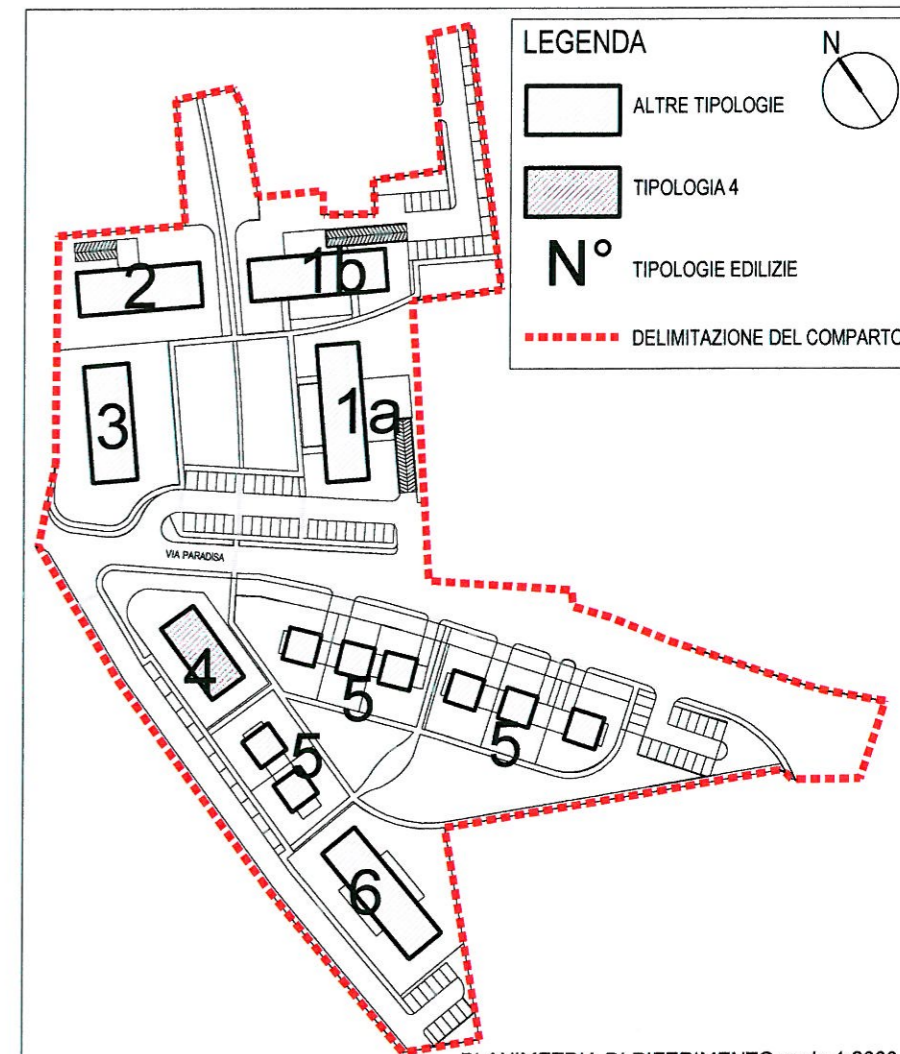 LEGENDA
N
ALTRE TIPOLOGIE
TIPOLOGIA 4
N° TIPOLOGIE EDILIZIE
DELIMITAZIONE DEL COMPARTO
2
1b
3
1a
VIA PARADISA
4
5
5
5
6